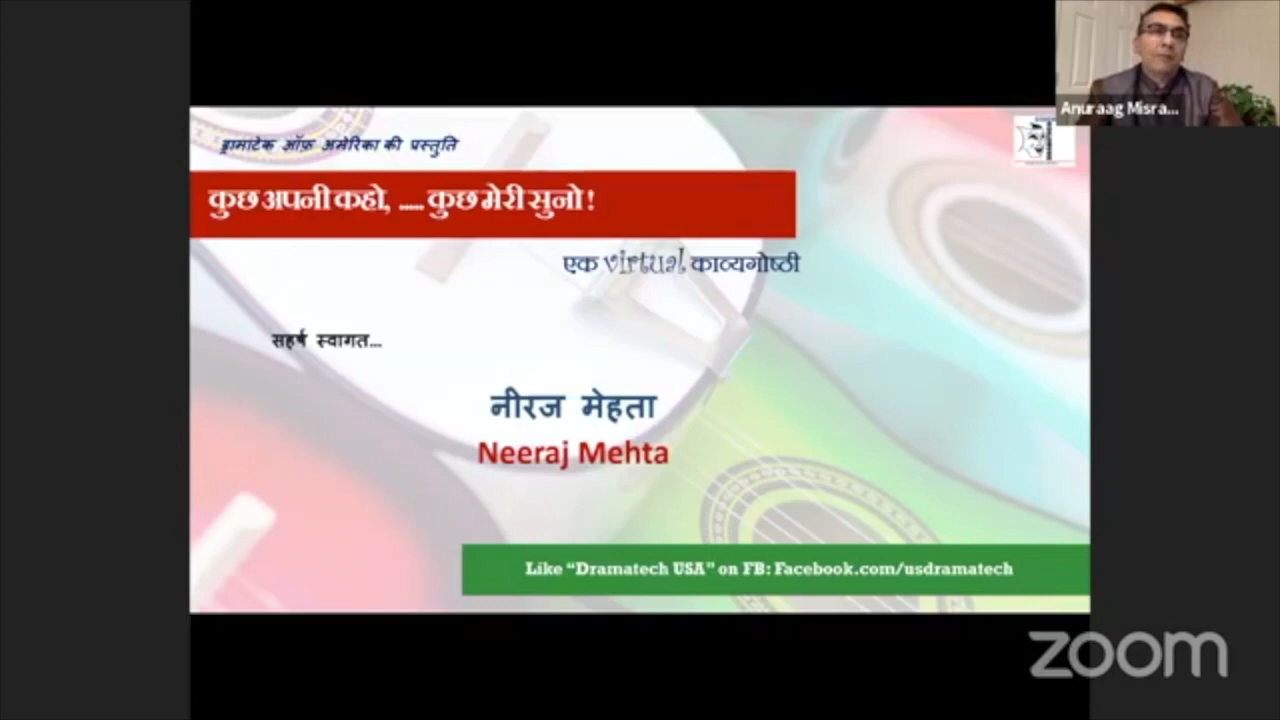 Anuraag Misra...
ड्रामाटेक ऑफ़ अमेरिका की प्रस्तुति
कुछ अपनी कहो, ..... कुछ मेरी सुनो !
एक virtual काव्यगोष्ठी
सहर्ष स्वागत...
नीरज मेहता
Neeraj Mehta
Like “Dramatech USA” on FB: Facebook.com/usdramatech
zoom